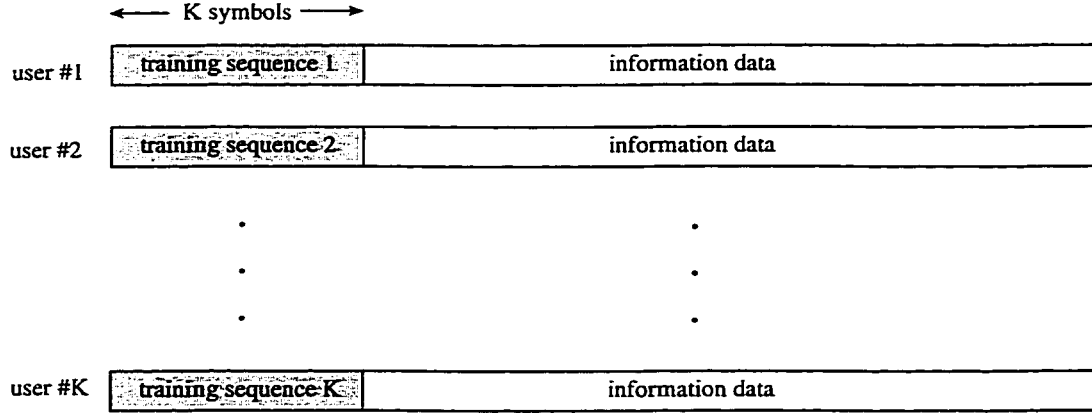 K symbols
user #1 training sequence 1 information data
user #2 training sequence 2 information data
user #K training sequence K information data